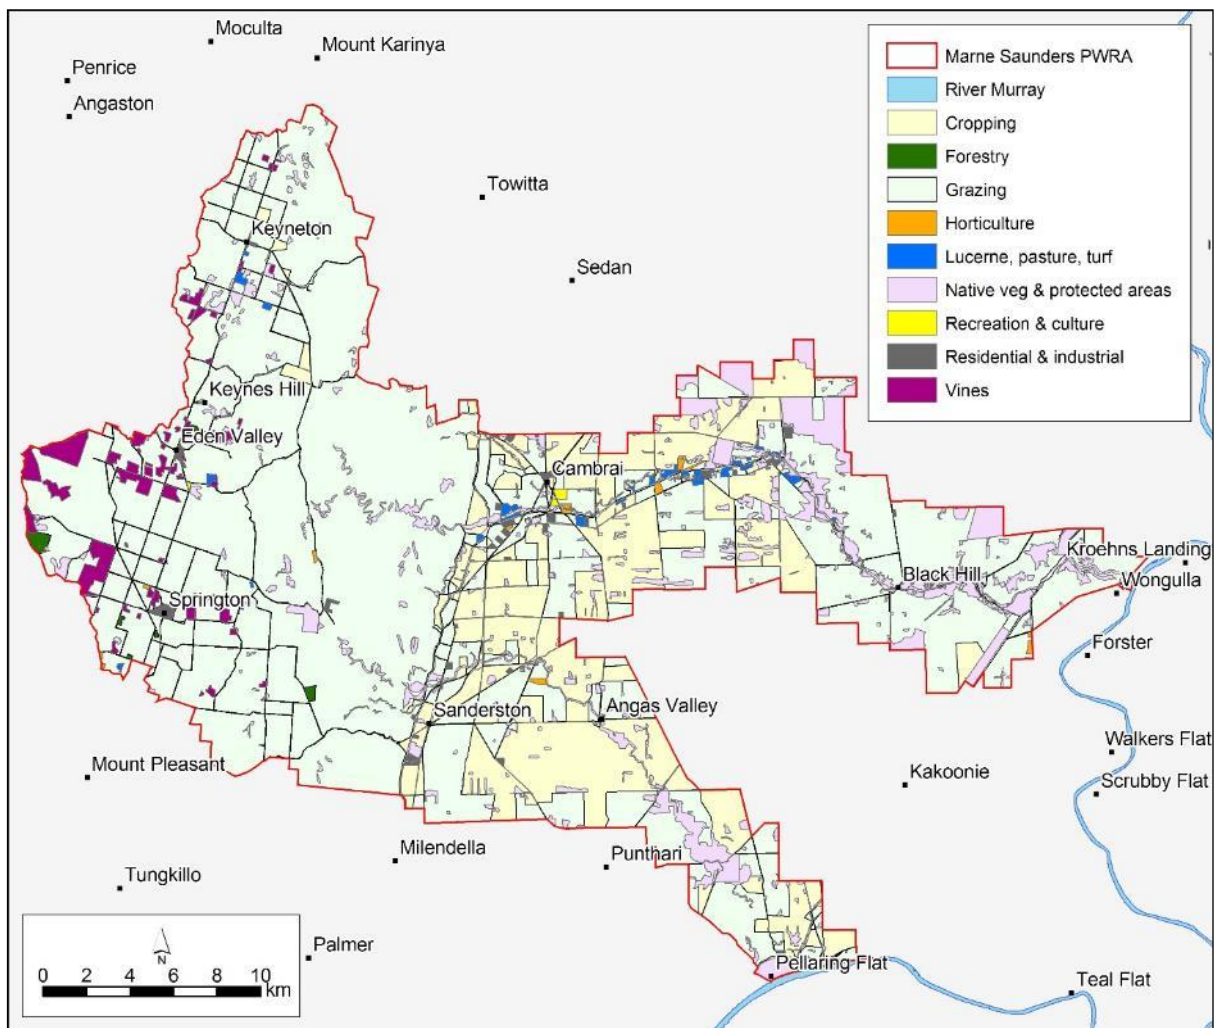 Moculta
Mount Karinya
Penrice
Angaston
Towitta
Keyneton
Sedan
Keynes Hill
Eden Valley
Cambrai
Kroehns Landing
Black Hill
Wongulla
Springton
Forster
Sanderston
Angas Valley
Walkers Flat
Mount Pleasant
Kakoonie
Scrubby Flat
Milendella
Punthari
Tungkillo
Palmer
Pellaring Flat
Teal Flat
Marne Saunders PWRA
River Murray
Cropping
Forestry
Grazing
Horticulture
Lucerne, pasture, turf
Native veg & protected areas
Recreation & culture
Residential & industrial
Vines
N
0 2 4 6 8 10
km